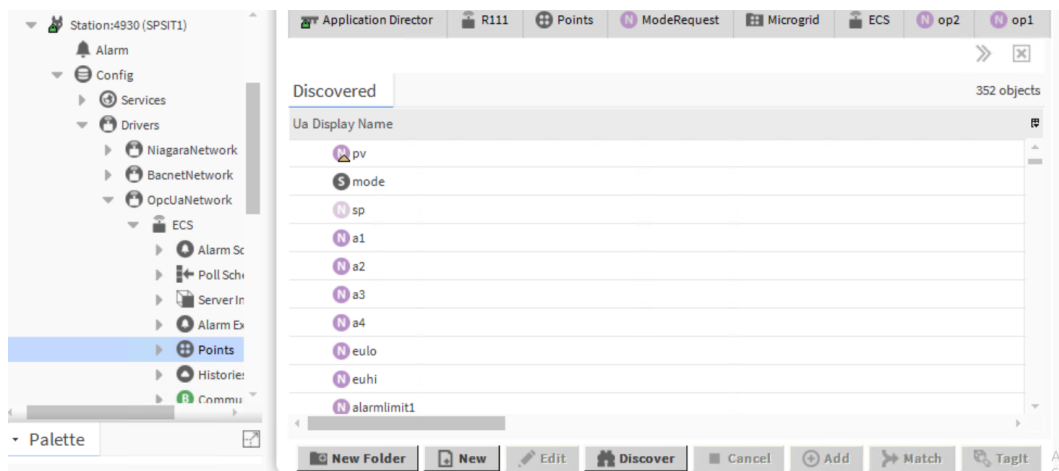 Station:4930 (SPSIT1)
Alarm
Config
Services
Drivers
NiagaraNetwork
BacnetNetwork
OpcUaNetwork
ECS
Alarm Sc
Poll Sch
Server In
Alarm Ex
Points
Histories
Commu
Palette
Application Director R111 Points ModeRequest Microgrid ECS op2 op1
Discovered 352 objects
Ua Display Name
N pv
S mode
N sp
N a1
N a2
N a3
N a4
N eulo
N euhi
N alarmlimit1
New Folder New Edit Discover Cancel Add Match TagIt